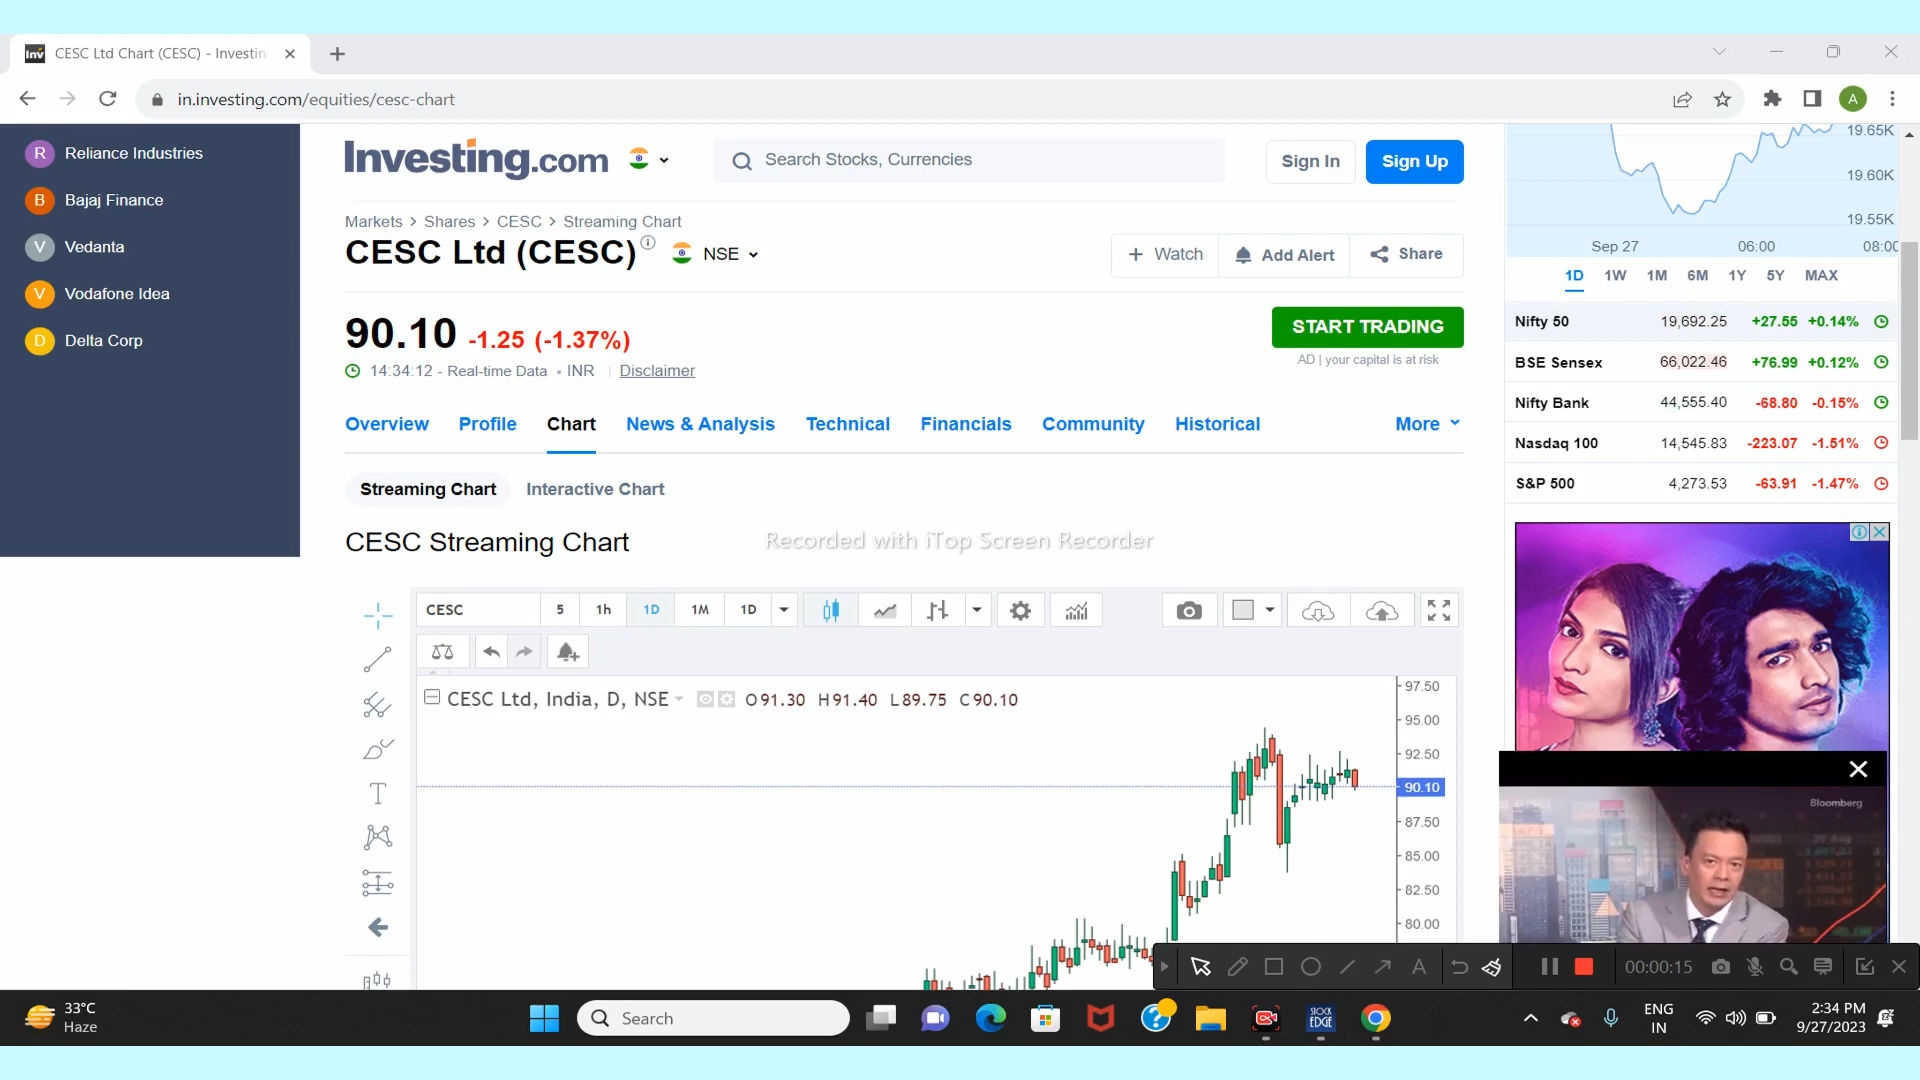 Inv CESC Ltd Chart (CESC) - Investin
in.investing.com/equities/cesc-chart
A
R Reliance Industries
B Bajaj Finance
V Vedanta
V Vodafone Idea
D Delta Corp
Investing.com
Search Stocks, Currencies
Sign In
Sign Up
Markets > Shares > CESC > Streaming Chart
CESC Ltd (CESC)
NSE
+ Watch
Add Alert
Share
90.10 -1.25 (-1.37%)
14:34:12 - Real-time Data • INR | Disclaimer
START TRADING
AD | your capital is at risk
Overview Profile Chart News & Analysis Technical Financials Community Historical More
Streaming Chart Interactive Chart
CESC Streaming Chart
Recorded with iTop Screen Recorder
CESC 5 1h 1D 1M 1D
CESC Ltd, India, D, NSE O91.30 H91.40 L89.75 C90.10
97.50
95.00
92.50
90.10
87.50
85.00
82.50
80.00
T
19.65K
19.60K
19.55K
Sep 27 06:00 08:00
1D 1W 1M 6M 1Y 5Y MAX
Nifty 50 19,692.25 +27.55 +0.14%
BSE Sensex 66,022.46 +76.99 +0.12%
Nifty Bank 44,555.40 -68.80 -0.15%
Nasdaq 100 14,545.83 -223.07 -1.51%
S&P 500 4,273.53 -63.91 -1.47%
Bloomberg
A
00:00:15
33°C
Haze
Search
STOCK
EDGE
ENG
IN
2:34 PM
9/27/2023